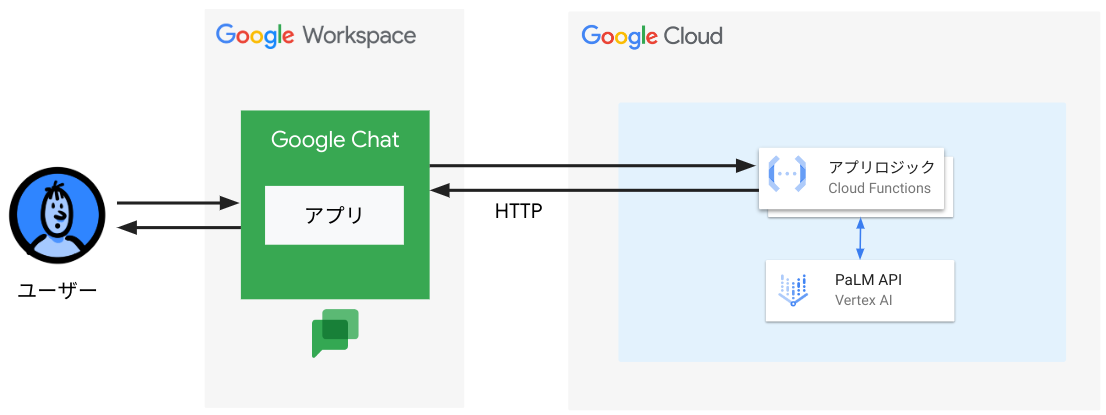 Google Workspace
Google Cloud
Google Chat
アプリ
ユーザー
HTTP
アプリロジック
Cloud Functions
PaLM API
Vertex AI